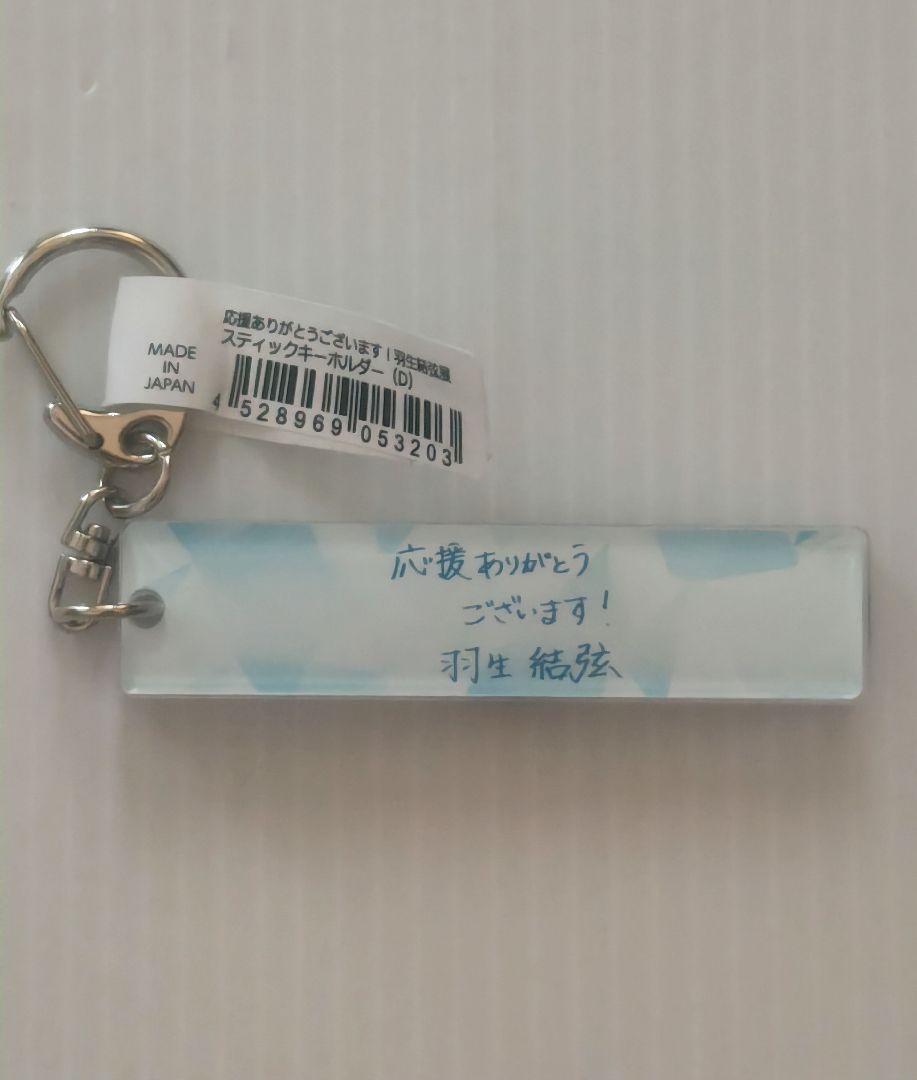 応援ありがとうございます!羽生結弦展
スティックキーホルダー (D)
MADE
IN
JAPAN
4 528969 053203
応援ありがとう
ございます!
羽生 結弦